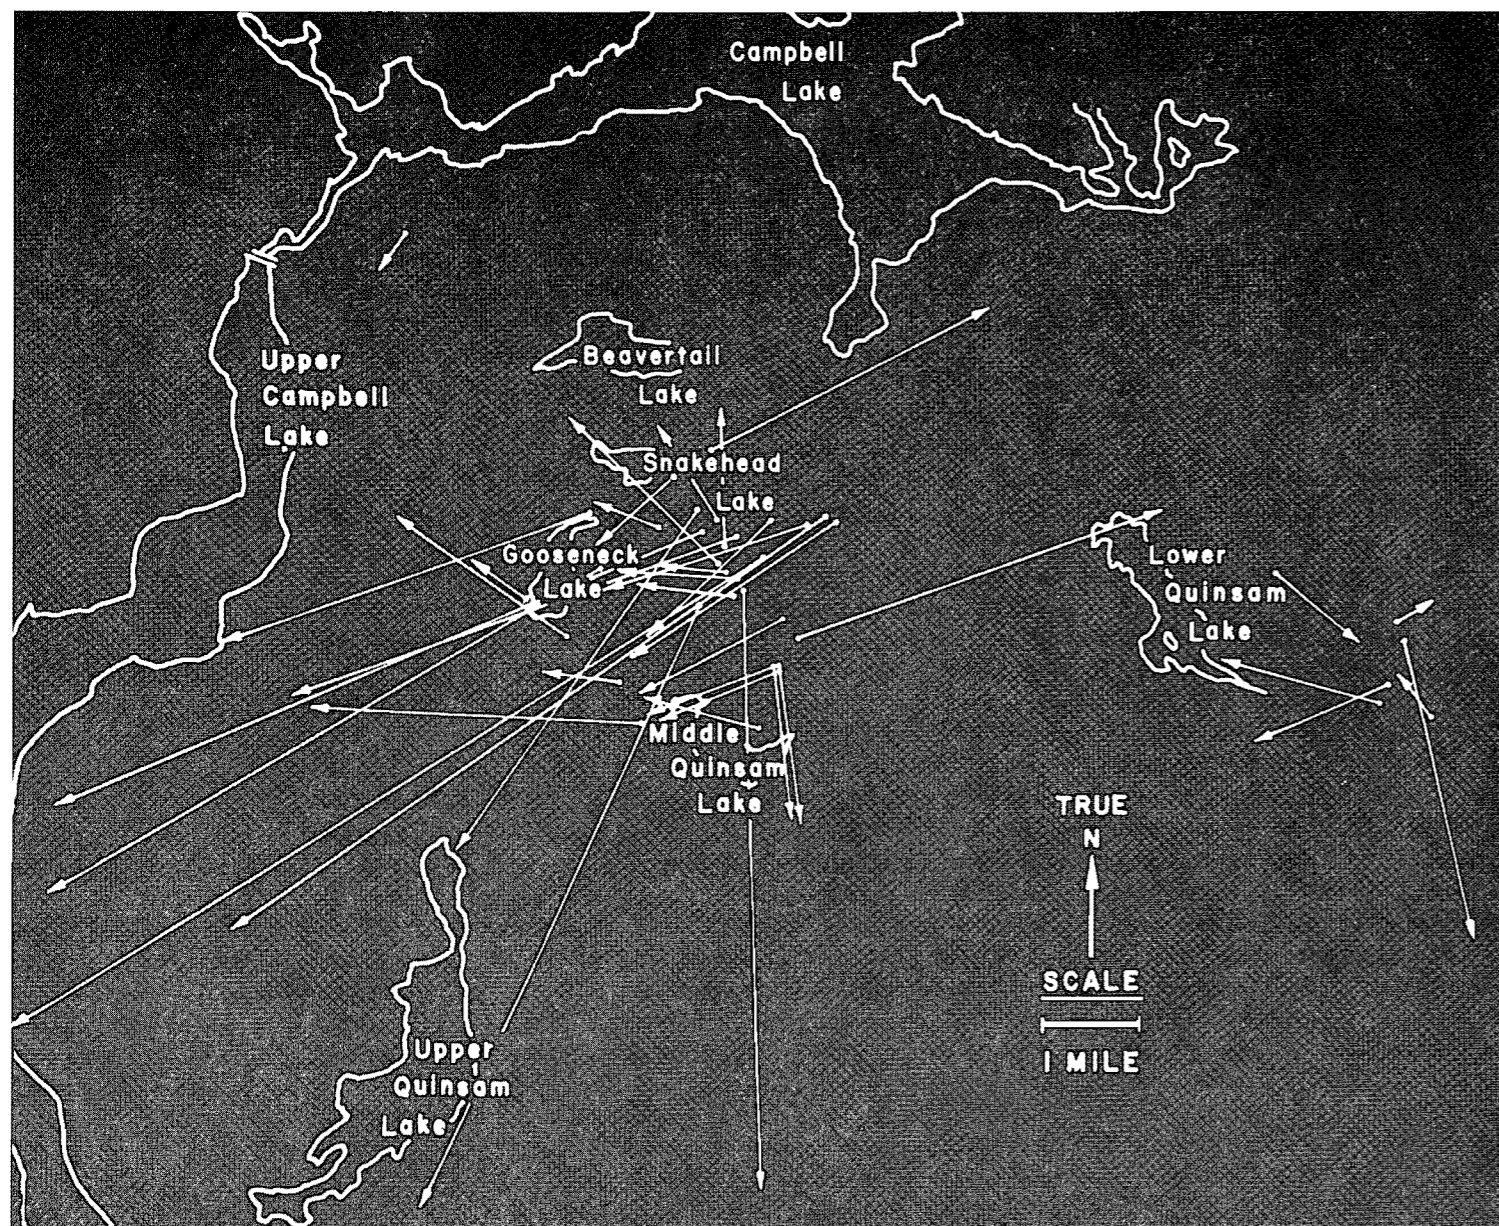 Campbell
Lake
Upper
Campbell
Lake
Beavertail
Lake
Snakehead
Lake
Gooseneck
Lake
Lower
Quinsam
Lake
Middle
Quinsam
Lake
TRUE
N
SCALE
1 MILE
Upper
Quinsam
Lake